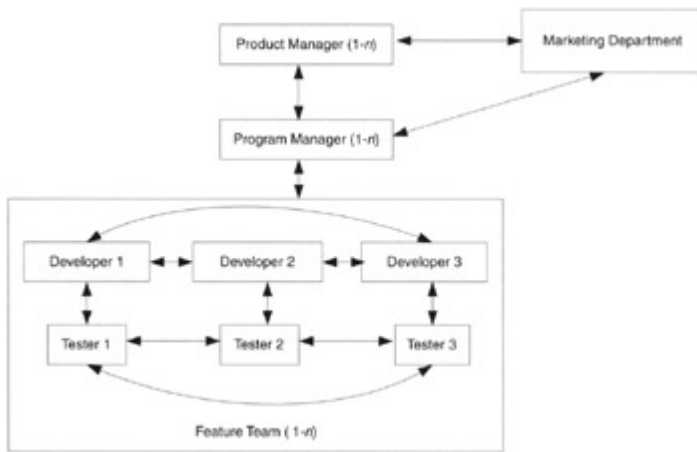 Product Manager (1-n)
Marketing Department
Program Manager (1-n)
Developer 1
Developer 2
Developer 3
Tester 1
Tester 2
Tester 3
Feature Team ( 1-n)